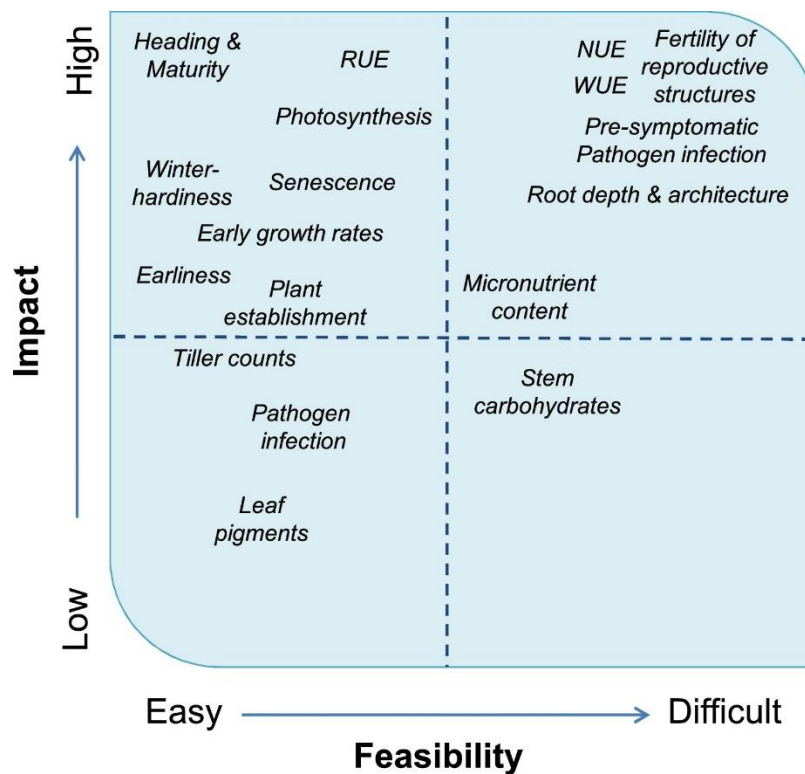 High
Low
Impact
Heading &
Maturity
RUE
Photosynthesis
Winter-
hardiness
Senescence
Early growth rates
Earliness
Plant
establishment
NUE
WUE
Fertility of
reproductive
structures
Pre-symptomatic
Pathogen infection
Root depth & architecture
Micronutrient
content
Tiller counts
Pathogen
infection
Leaf
pigments
Stem
carbohydrates
Easy
Difficult
Feasibility